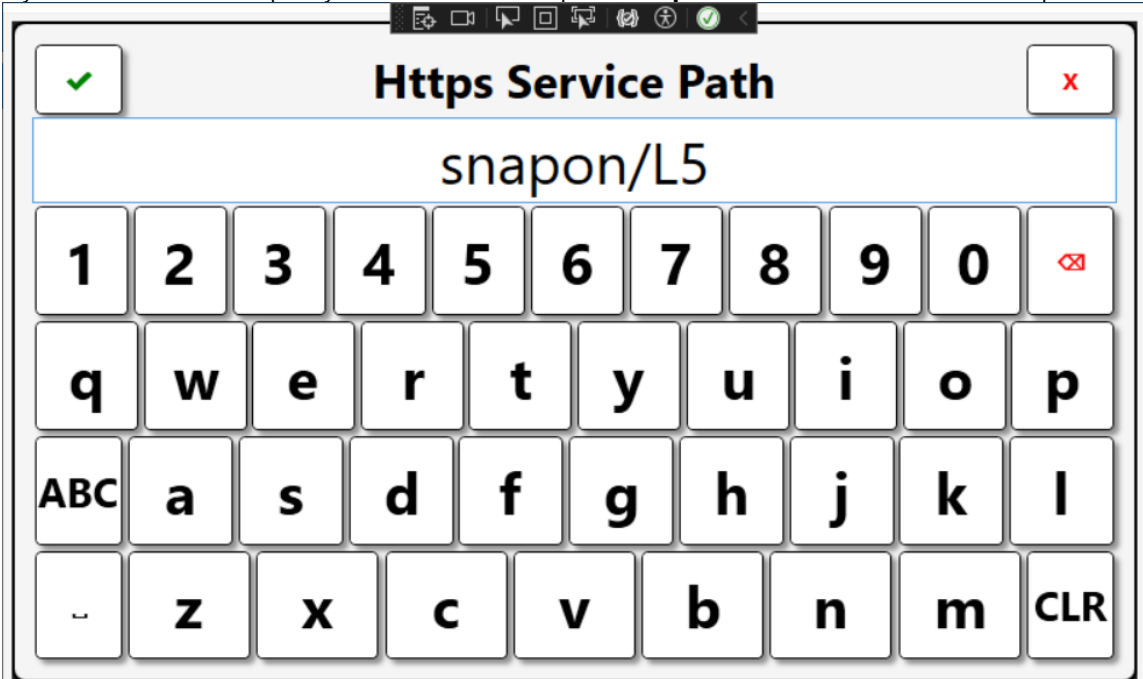 Https Service Path
x
snapon/L5
1 2 3 4 5 6 7 8 9 0
q w e r t y u i o p
ABC a s d f g h j k l
z x c v b n m CLR